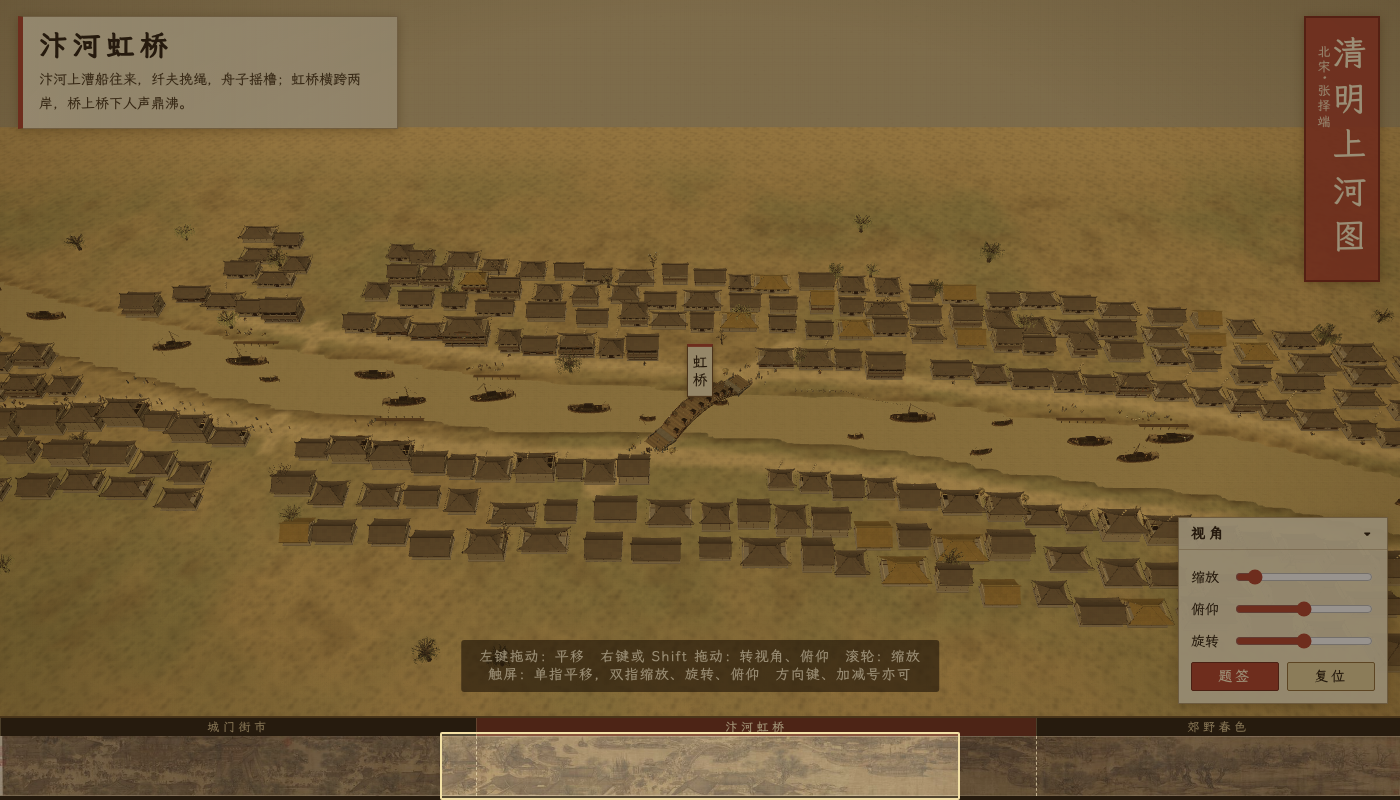 汴河虹桥
汴河上漕船往来，纤夫挽绳，舟子摇橹；虹桥横跨两
岸，桥上桥下人声鼎沸。
清明上河图
北宋·张择端
虹桥
视角
缩放
俯仰
旋转
题签
复位
左键拖动：平移　右键或 Shift 拖动：转视角、俯仰　滚轮：缩放
触屏：单指平移，双指缩放、旋转、俯仰　方向键、加减号亦可
城门街市
汴河虹桥
郊野春色